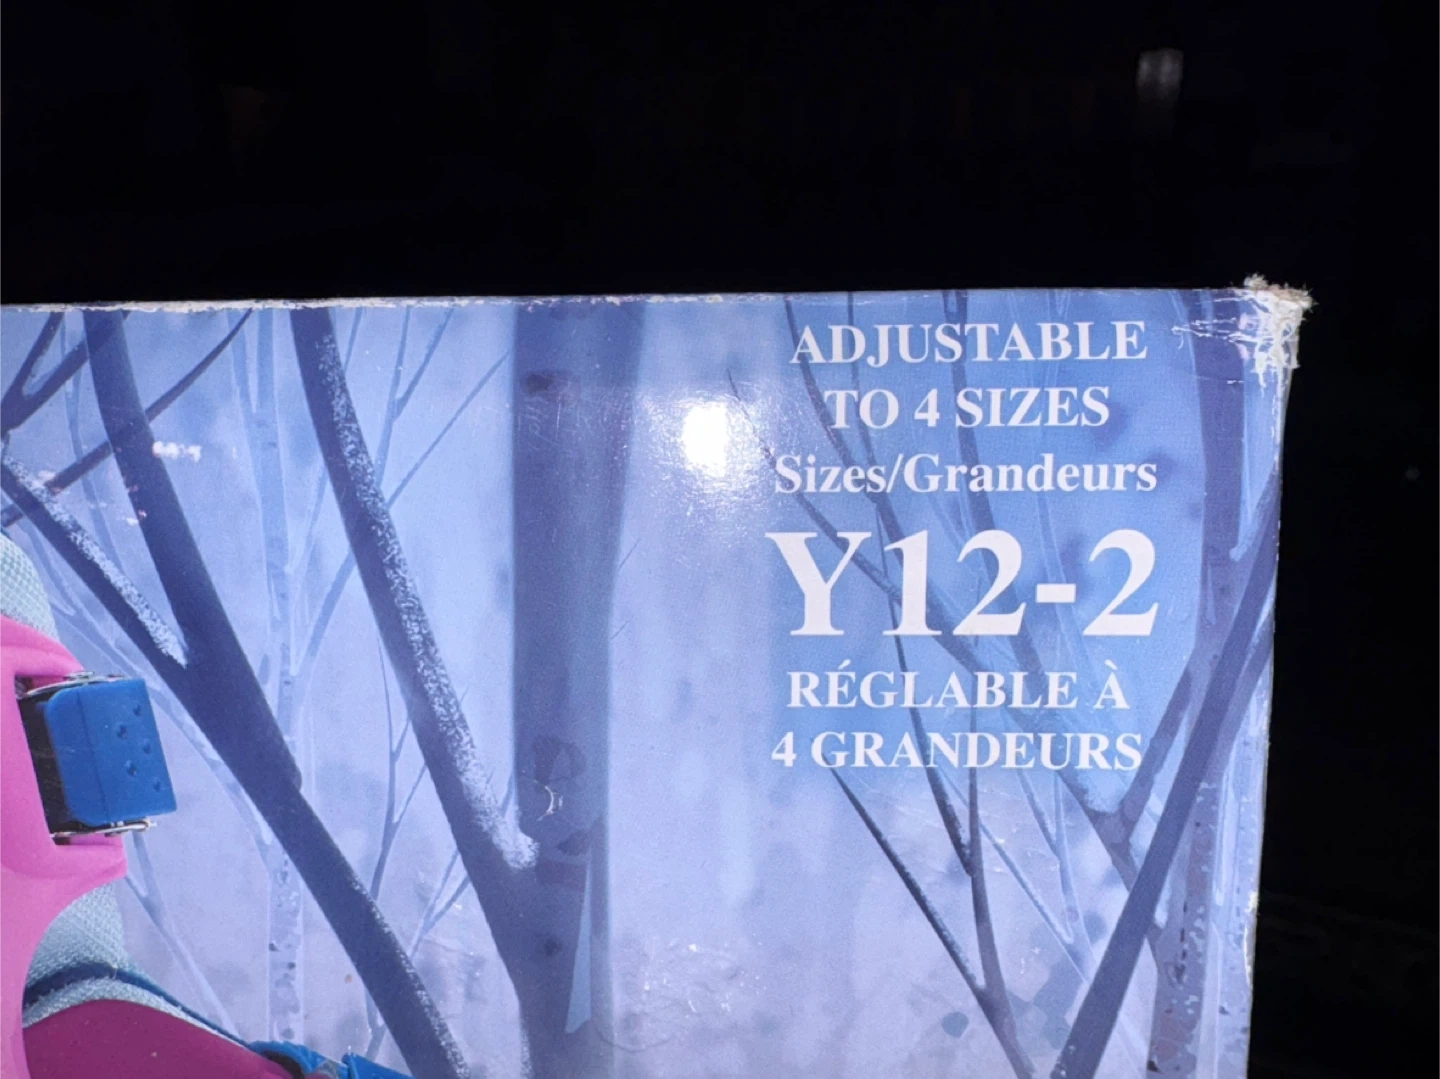 ADJUSTABLE
TO 4 SIZES
Sizes/Grandeurs
Y12-2
RÉGLABLE À
4 GRANDEURS